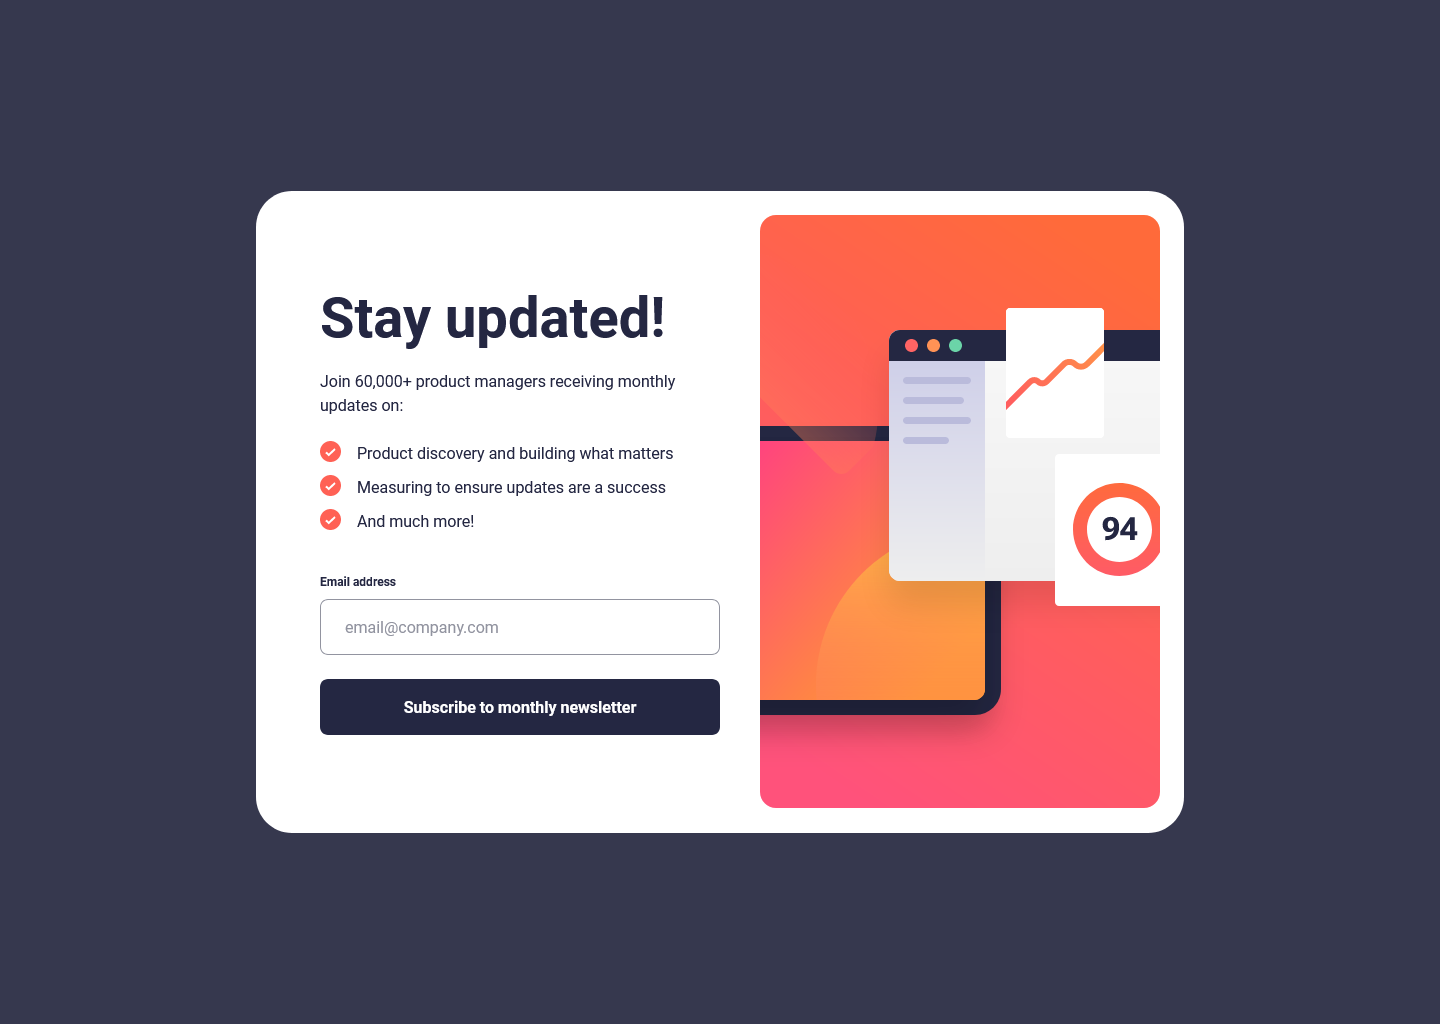 Stay updated!
Join 60,000+ product managers receiving monthly
updates on:
Product discovery and building what matters
Measuring to ensure updates are a success
And much more!
Email address
email@company.com
Subscribe to monthly newsletter
94